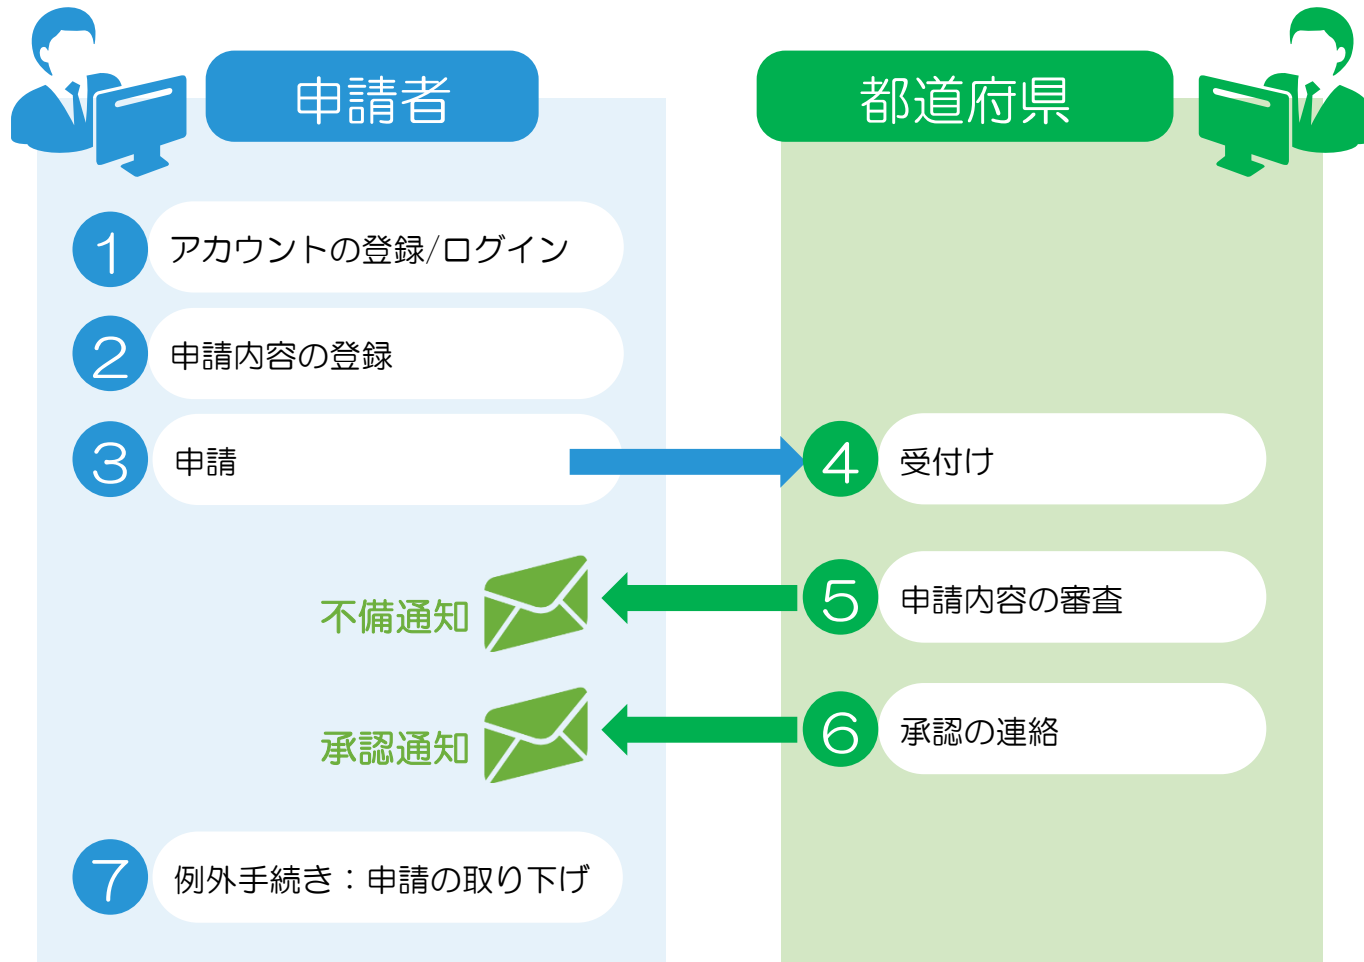 申請者
都道府県
1 アカウントの登録/ログイン
2 申請内容の登録
3 申請
4 受付け
不備通知
5 申請内容の審査
承認通知
6 承認の連絡
7 例外手続き：申請の取り下げ